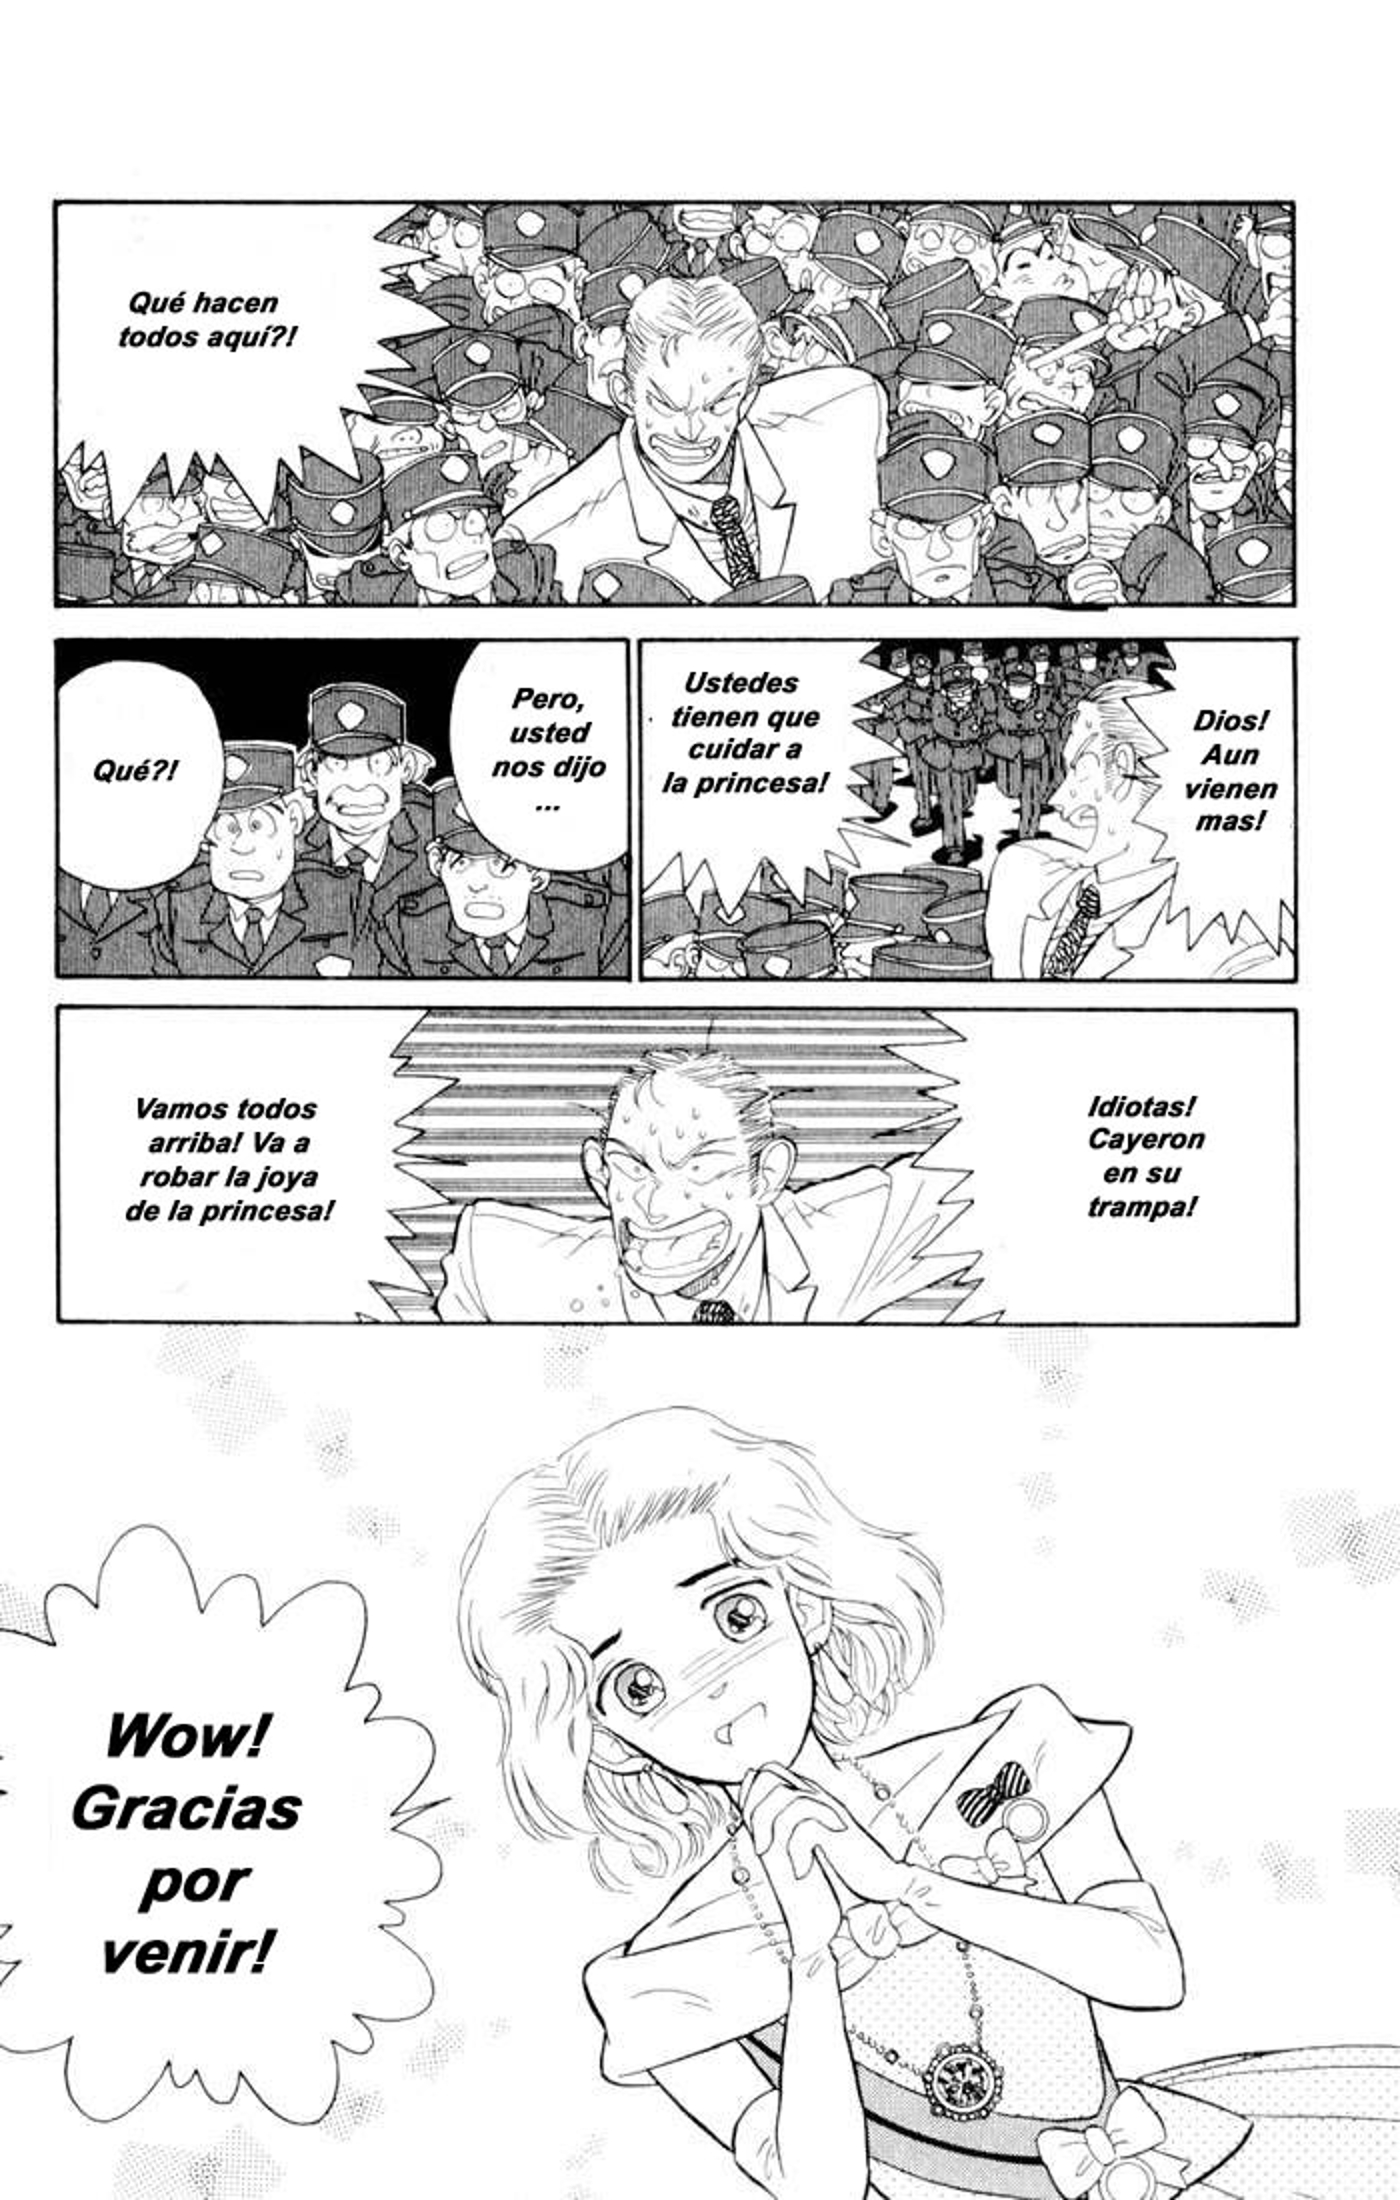 Qué hacen
todos aquí?!
Dios!
Aun
vienen
mas!
Ustedes
tienen que
cuidar a
la princesa!
Pero,
usted
nos dijo
...
Qué?!
Idiotas!
Cayeron
en su
trampa!
Vamos todos
arriba! Va a
robar la joya
de la princesa!
Wow!
Gracias
por
venir!